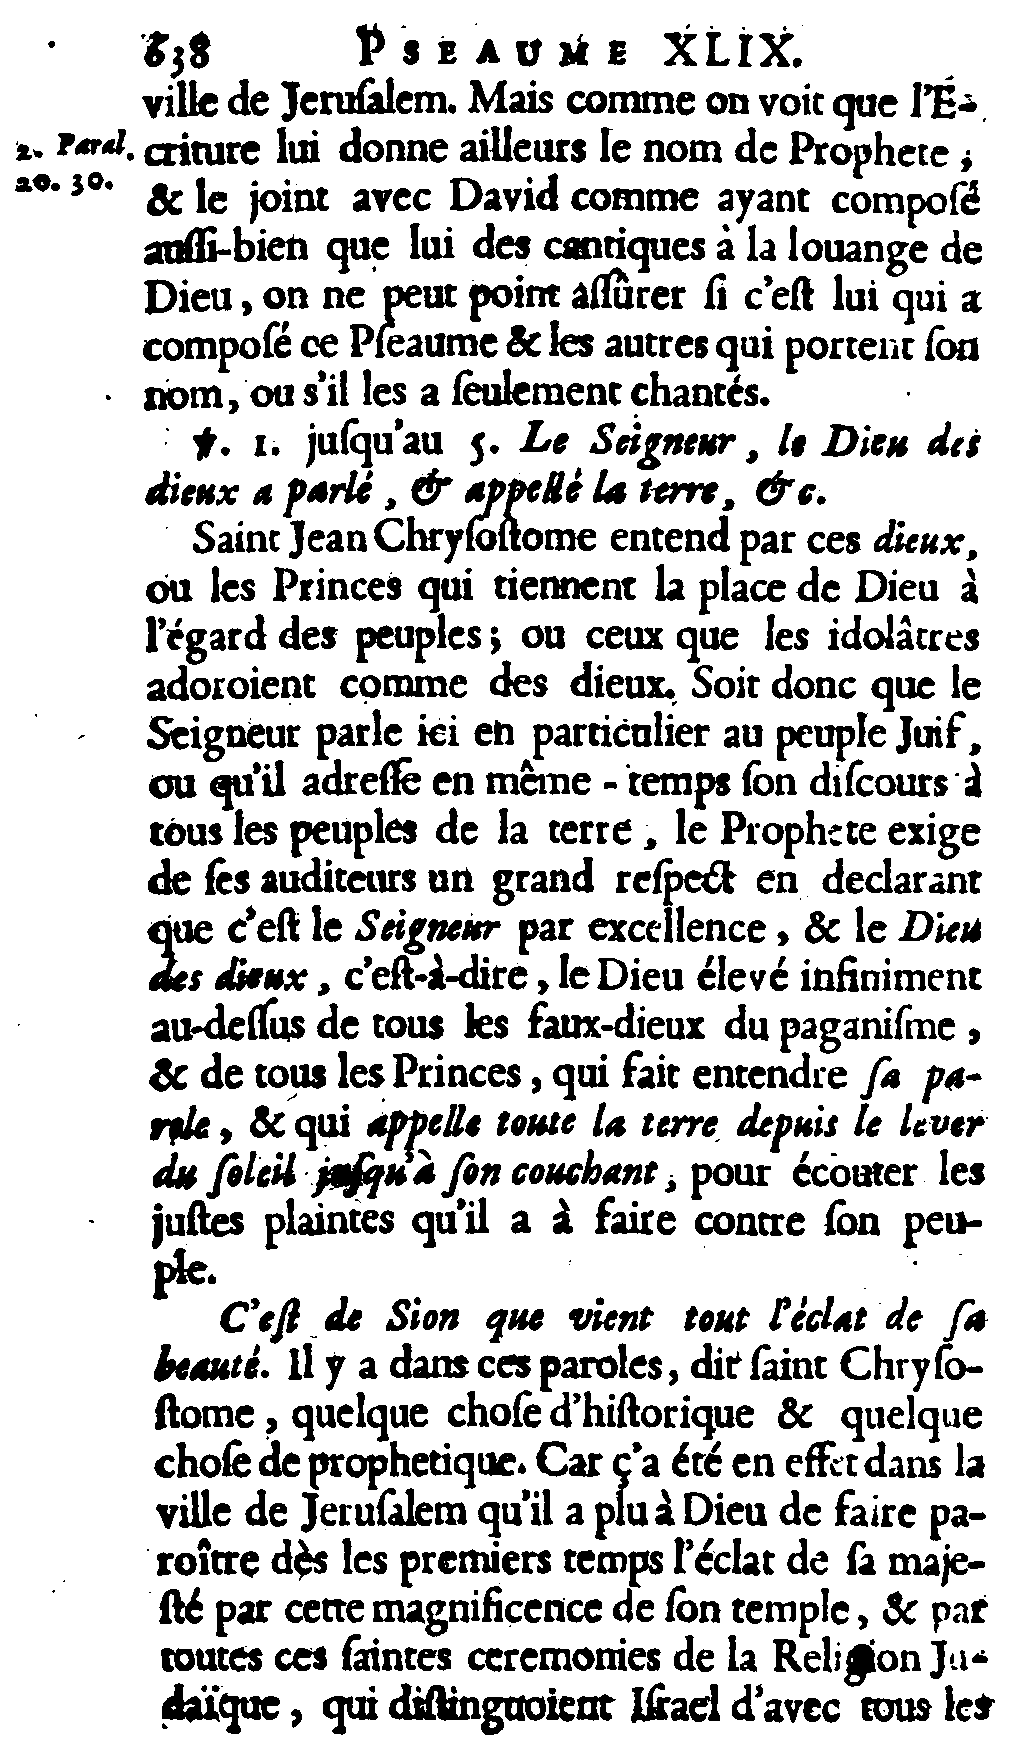 638 PSEAUME XLIX.
ville de Jeruſalem. Mais comme on voit que l'É-
2. Paral. criture lui donne ailleurs le nom de Prophete,
20. 30. & le joint avec David comme ayant compoſé
auſſi-bien que lui des cantiques à la louange de
Dieu, on ne peut point aſſûrer ſi c'eſt lui qui a
compoſé ce Pſeaume & les autres qui portent ſon
nom, ou s'il les a ſeulement chantés.
℣. 1. juſqu'au 5. Le Seigneur, le Dieu des
dieux a parlé, & appellé la terre, &c.
Saint Jean Chryſoſtome entend par ces dieux,
ou les Princes qui tiennent la place de Dieu à
l'égard des peuples; ou ceux que les idolâtres
adoroient comme des dieux. Soit donc que le
Seigneur parle ici en particulier au peuple Juif,
ou qu'il adreſſe en même-temps ſon diſcours à
tous les peuples de la terre, le Prophete exige
de ſes auditeurs un grand reſpect en declarant
que c'eſt le Seigneur par excellence, & le Dieu
des dieux, c'eſt-à-dire, le Dieu élevé infiniment
au-deſſus de tous les faux-dieux du paganiſme,
& de tous les Princes, qui fait entendre ſa pa-
role, & qui appelle toute la terre depuis le lever
du ſoleil juſqu'à ſon couchant, pour écouter les
juſtes plaintes qu'il a à faire contre ſon peu-
ple.
C'eſt de Sion que vient tout l'éclat de ſa
beauté. Il y a dans ces paroles, dit ſaint Chryſo-
ſtome, quelque choſe d'hiſtorique & quelque
choſe de prophetique. Car ç'a été en effet dans la
ville de Jeruſalem qu'il a plu à Dieu de faire pa-
roître dès les premiers temps l'éclat de ſa maje-
ſté par cette magnificence de ſon temple, & par
toutes ces ſaintes ceremonies de la Religion Ju-
daïque, qui diſtinguoient Iſrael d'avec tous les